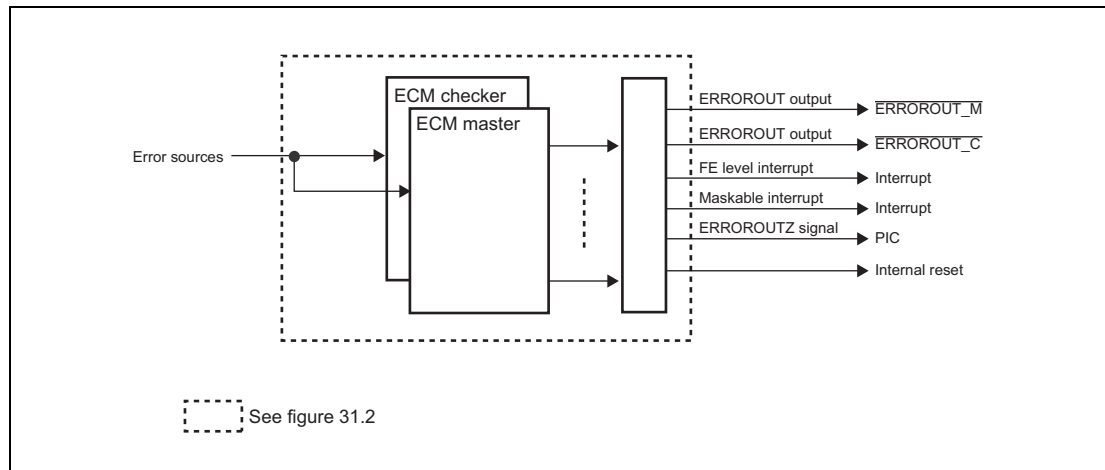 ECM checker
ECM master
Error sources
ERROROUT output
ERROROUT_M
ERROROUT output
ERROROUT_C
FE level interrupt
Interrupt
Maskable interrupt
Interrupt
ERROROUTZ signal
PIC
Internal reset
See figure 31.2